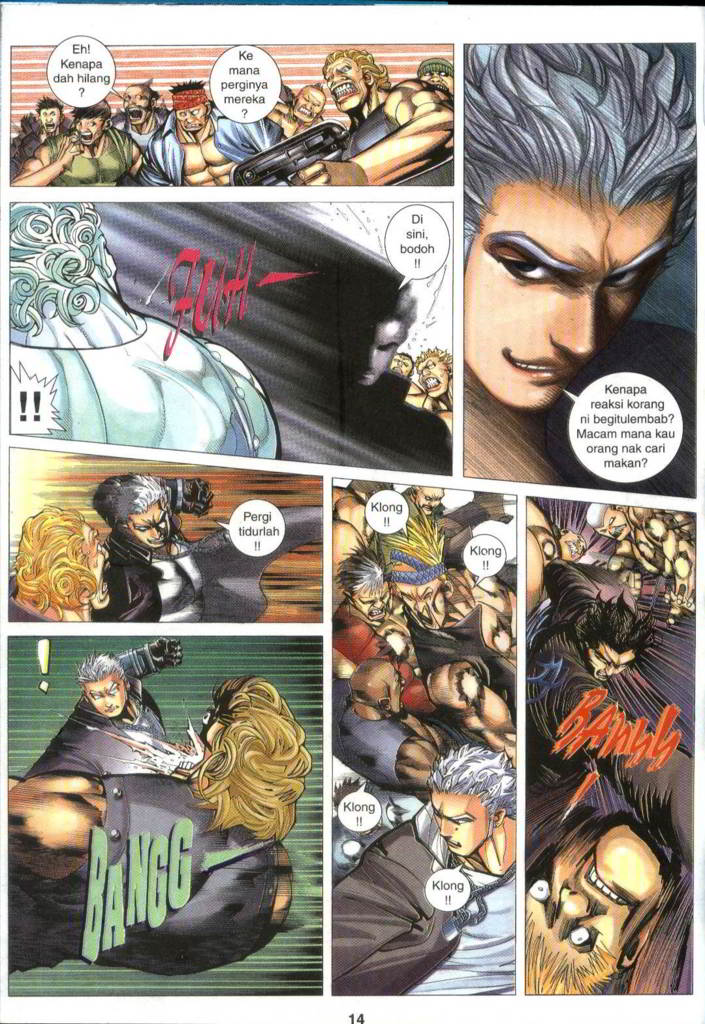 Eh!
Kenapa
dah hilang
?
Ke
mana
perginya
mereka
?
Kenapa
reaksi korang
ni begitulembab?
Macam mana kau
orang nak cari
makan?
Di
sini,
bodoh
!!
FUH
!!
Pergi
tidurlah
!!
!
BANGG
Klong
!!
Klong
!!
Klong
!!
Klong
!!
BANGG
!
14